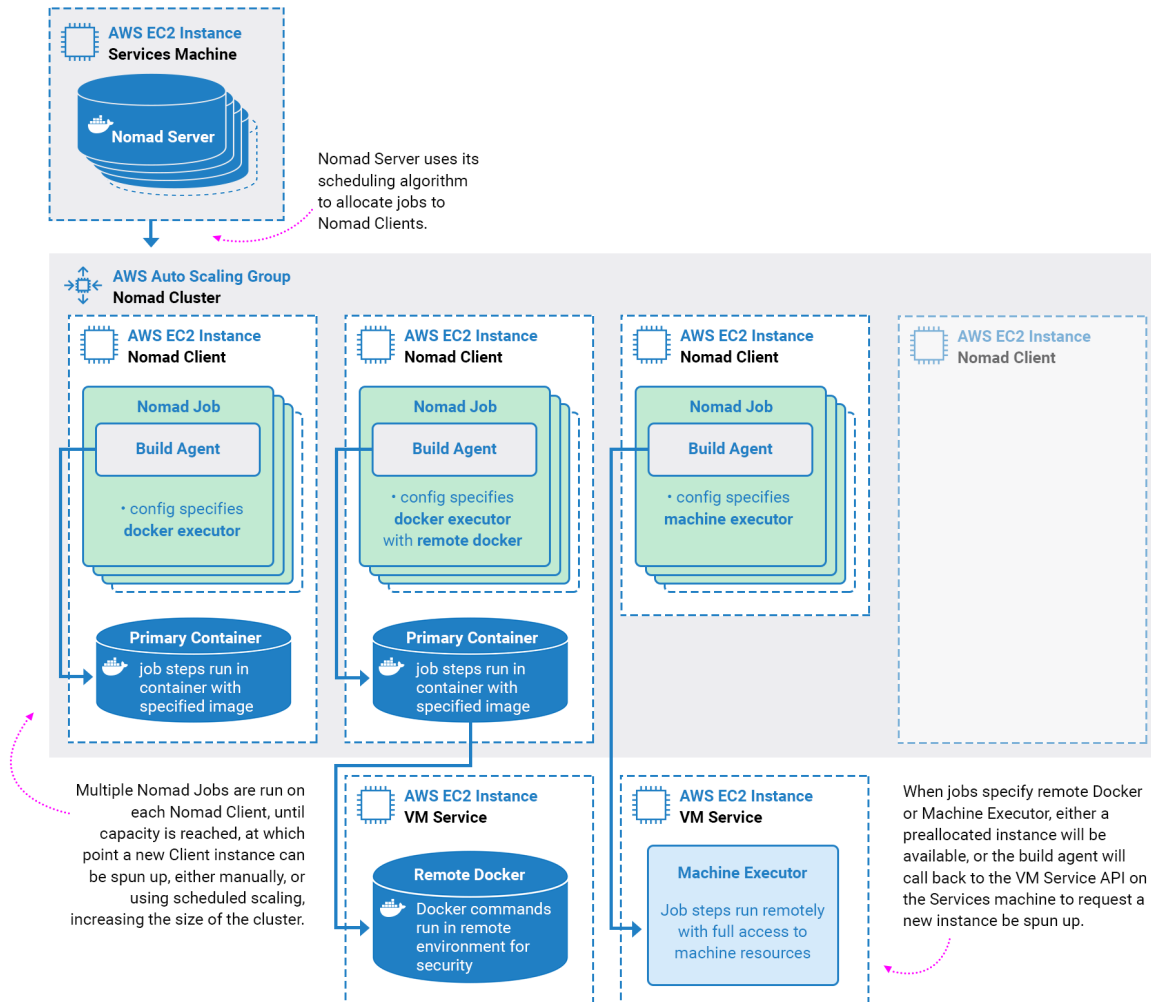 AWS EC2 Instance
Services Machine
Nomad Server
Nomad Server uses its
scheduling algorithm
to allocate jobs to
Nomad Clients.
AWS Auto Scaling Group
Nomad Cluster
AWS EC2 Instance
Nomad Client
Nomad Job
Build Agent
• config specifies
docker executor
Primary Container
job steps run in
container with
specified image
AWS EC2 Instance
Nomad Client
Nomad Job
Build Agent
• config specifies
docker executor
with remote docker
Primary Container
job steps run in
container with
specified image
AWS EC2 Instance
Nomad Client
Nomad Job
Build Agent
• config specifies
machine executor
AWS EC2 Instance
Nomad Client
Multiple Nomad Jobs are run on
each Nomad Client, until
capacity is reached, at which
point a new Client instance can
be spun up, either manually, or
using scheduled scaling,
increasing the size of the cluster.
AWS EC2 Instance
VM Service
Remote Docker
Docker commands
run in remote
environment for
security
AWS EC2 Instance
VM Service
Machine Executor
Job steps run remotely
with full access to
machine resources
When jobs specify remote Docker
or Machine Executor, either a
preallocated instance will be
available, or the build agent will
call back to the VM Service API on
the Services machine to request a
new instance be spun up.